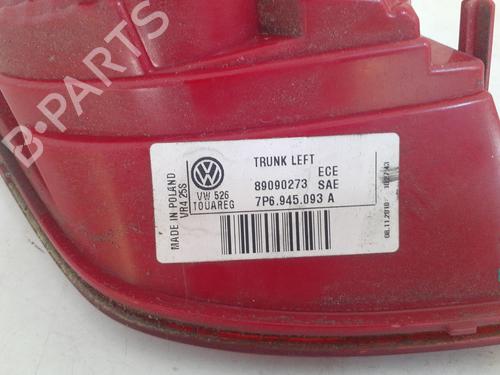 B-PARTS
MADE IN POLAND
VR4 25S
VW 526
TOUAREG
TRUNK LEFT
89090273
ECE
SAE
7P6.945.093 A
08.11.2010